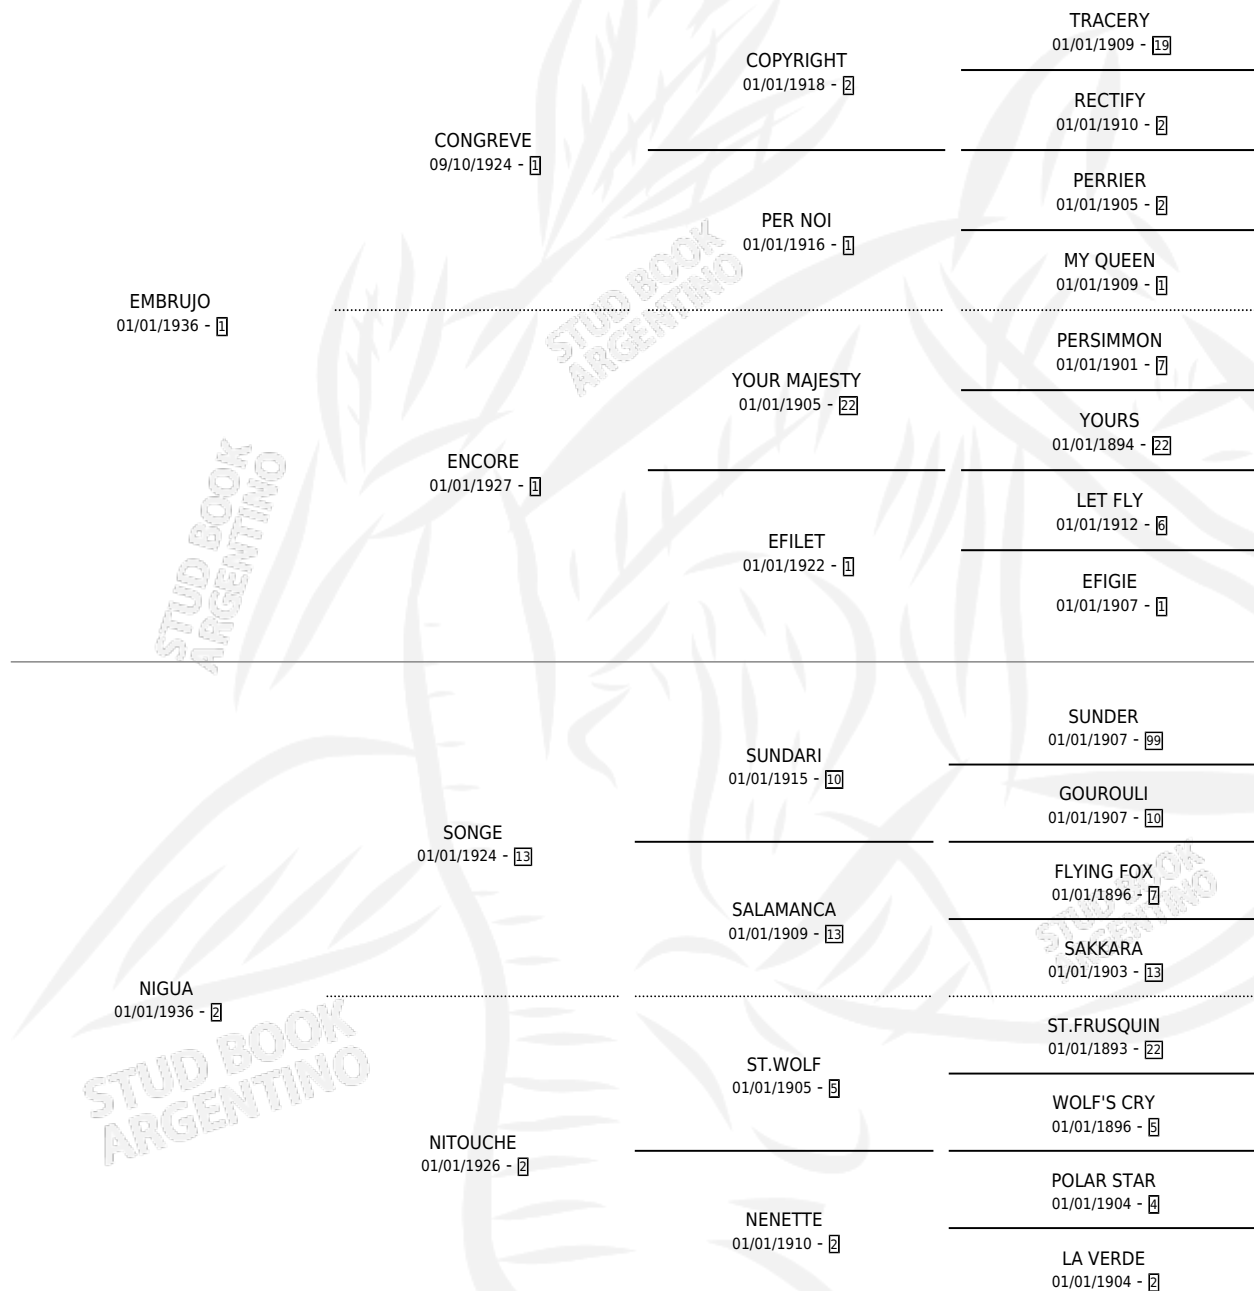 TRACERY
01/01/1909 - 19
COPYRIGHT
01/01/1918 - 2
RECTIFY
01/01/1910 - 2
CONGREVE
09/10/1924 - 1
PERRIER
01/01/1905 - 2
PER NOI
01/01/1916 - 1
MY QUEEN
01/01/1909 - 1
EMBRUJO
01/01/1936 - 1
STUD BOOK
ARGENTINO
PERSIMMON
01/01/1901 - 7
YOUR MAJESTY
01/01/1905 - 22
YOURS
01/01/1894 - 22
ENCORE
01/01/1927 - 1
LET FLY
01/01/1912 - 6
EFILET
01/01/1922 - 1
EFIGIE
01/01/1907 - 1
STUD BOOK
ARGENTINO
SUNDER
01/01/1907 - 99
SUNDARI
01/01/1915 - 10
GOUROULI
01/01/1907 - 10
SONGE
01/01/1924 - 13
FLYING FOX
01/01/1896 - 7
SALAMANCA
01/01/1909 - 13
STUD BOOK
ARGENTINO
SAKKARA
01/01/1903 - 13
NIGUA
01/01/1936 - 2
STUD BOOK
ARGENTINO
ST.FRUSQUIN
01/01/1893 - 22
ST.WOLF
01/01/1905 - 5
WOLF'S CRY
01/01/1896 - 5
NITOUCHE
01/01/1926 - 2
POLAR STAR
01/01/1904 - 4
NENETTE
01/01/1910 - 2
LA VERDE
01/01/1904 - 2